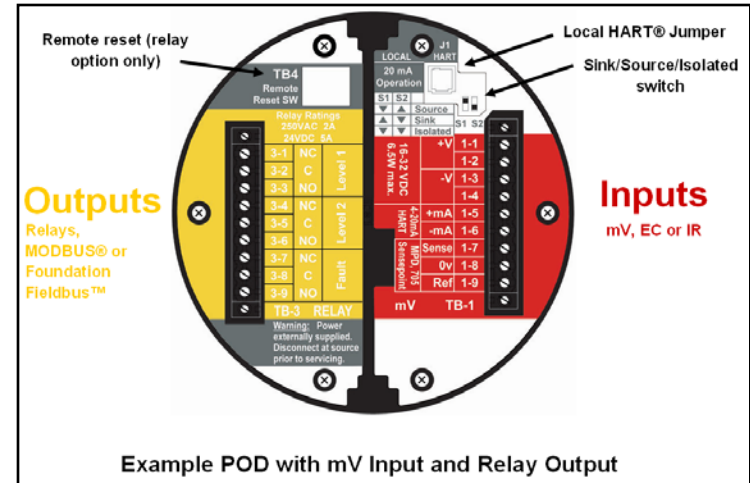 Remote reset (relay
option only)
Local HART® Jumper
Sink/Source/Isolated
switch
TB4
Remote
Reset SW
LOCAL
J1
HART
20 mA
Operation
S1 S2
▼ ▲ Source
▲ ▼ Sink
▼ ▼ Isolated
S1 S2
Relay Ratings
250VAC 2A
24VDC 5A
3-1 NC
3-2 C
3-3 NO
Level 1
3-4 NC
3-5 C
3-6 NO
Level 2
3-7 NC
3-8 C
3-9 NO
Fault
TB-3 RELAY
Warning: Power
externally supplied.
Disconnect at source
prior to servicing.
16-32 VDC
6.5W max.
+V 1-1
1-2
-V 1-3
1-4
4-20mA
HART
+mA 1-5
-mA 1-6
MPD, 705
Sensepoint
Sense 1-7
0v 1-8
Ref 1-9
mV TB-1
Outputs
Relays,
MODBUS® or
Foundation
Fieldbus™
Inputs
mV, EC or IR
Example POD with mV Input and Relay Output